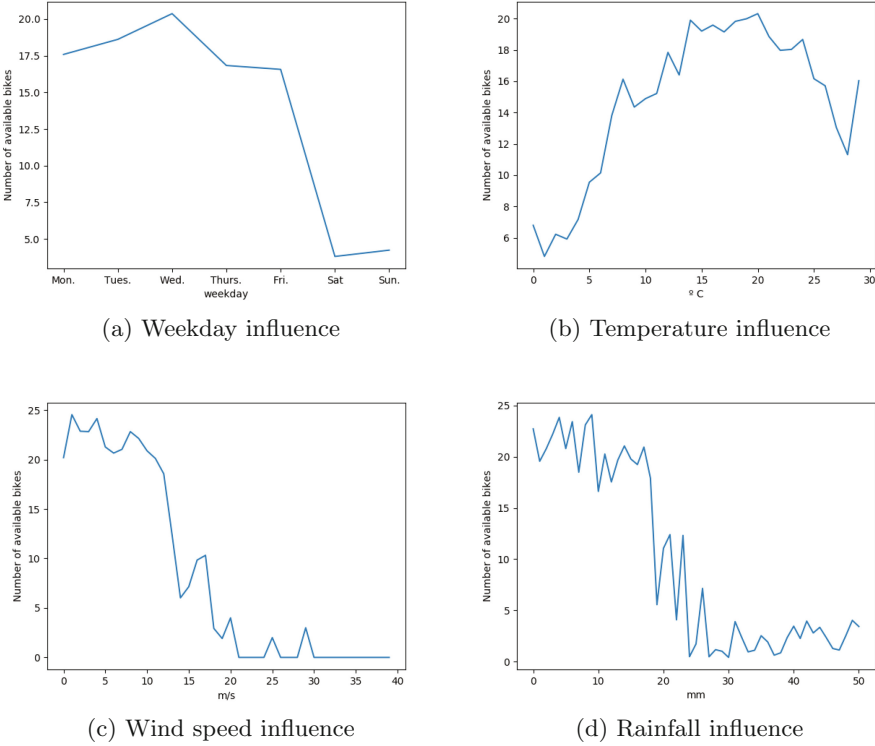 Number of available bikes
20.0
17.5
15.0
12.5
10.0
7.5
5.0
Mon. Tues. Wed. Thurs. Fri. Sat Sun.
weekday
(a) Weekday influence
Number of available bikes
20
18
16
14
12
10
8
6
0 5 10 15 20 25 30
º C
(b) Temperature influence
Number of available bikes
25
20
15
10
5
0
0 5 10 15 20 25 30 35 40
m/s
(c) Wind speed influence
Number of available bikes
25
20
15
10
5
0
0 10 20 30 40 50
mm
(d) Rainfall influence